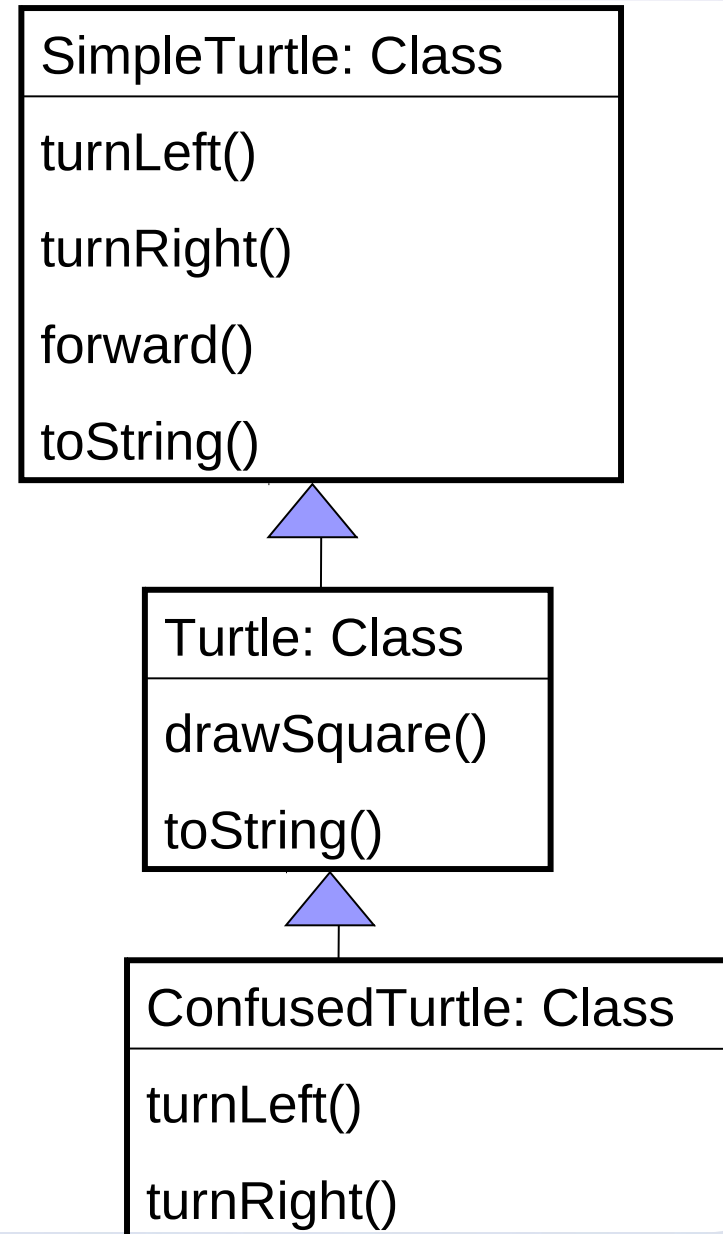 SimpleTurtle: Class
turnLeft()
turnRight()
forward()
toString()
Turtle: Class
drawSquare()
toString()
ConfusedTurtle: Class
turnLeft()
turnRight()